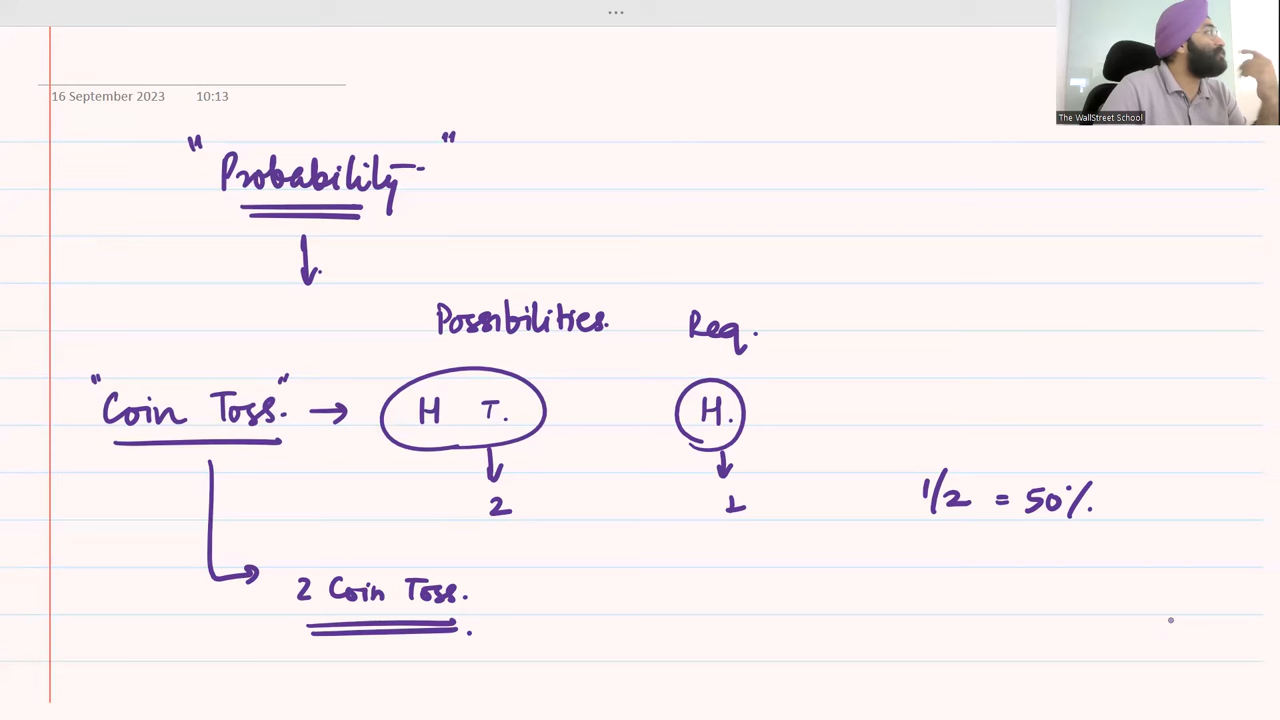 The WallStreet School
16 September 2023 10:13
" Probability "
Possibilities. Req.
"Coin Toss." → H T. H.
2 1
1/2 = 50%.
2 Coin Toss.